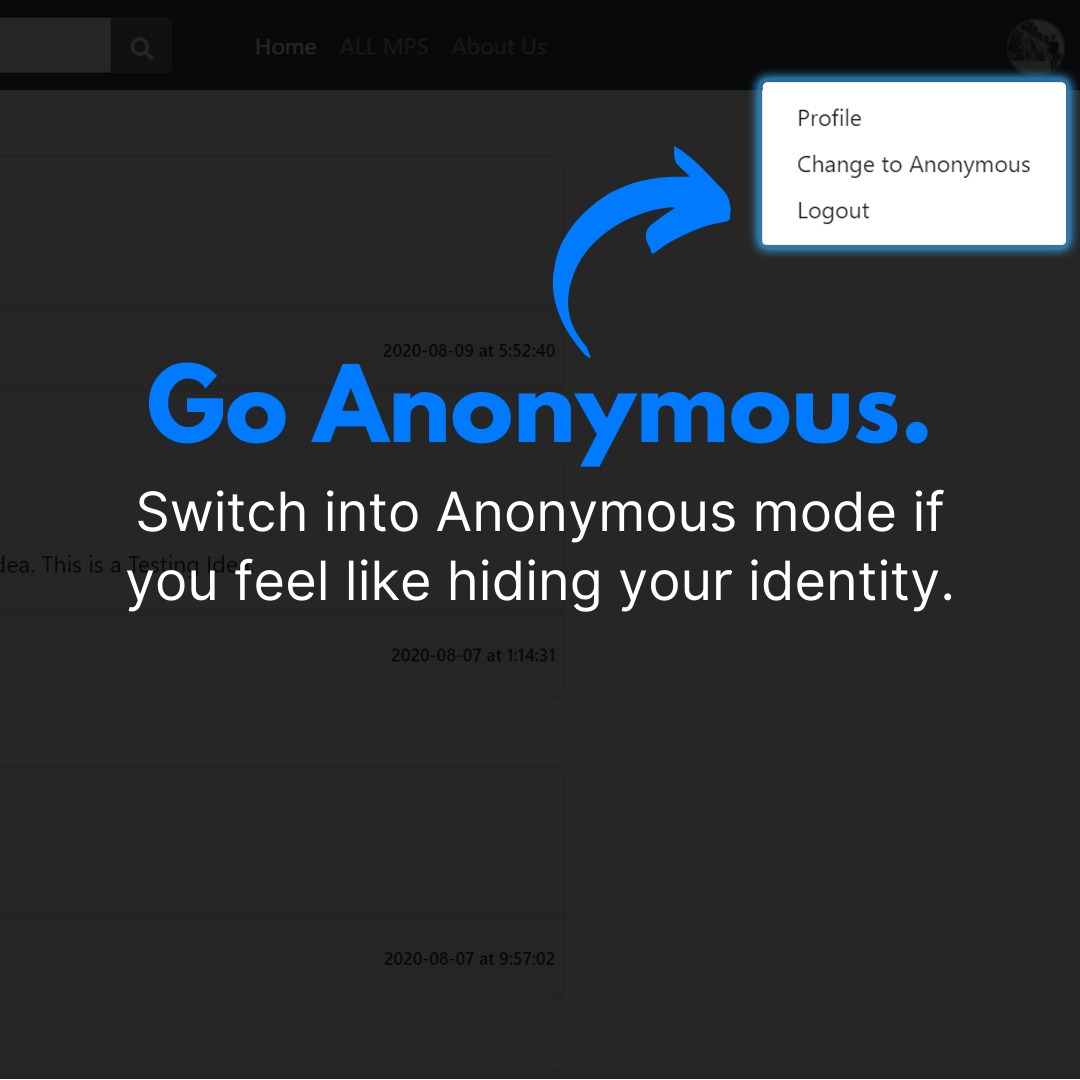 Home ALL MPS About Us
Profile
Change to Anonymous
Logout
2020-08-09 at 5:52:40
Go Anonymous.
Switch into Anonymous mode if
dea. This is a Testing Ide
you feel like hiding your identity.
2020-08-07 at 1:14:31
2020-08-07 at 9:57:02